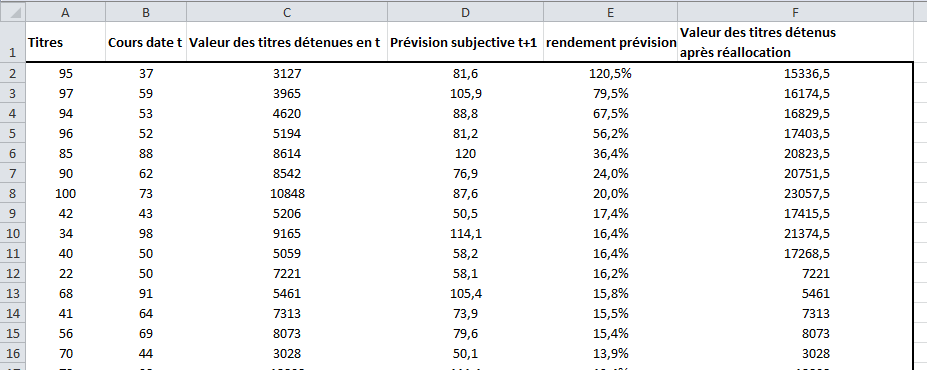 A B C D E F
1 Titres Cours date t Valeur des titres détenues en t Prévision subjective t+1 rendement prévision Valeur des titres détenus
après réallocation
2 95 37 3127 81,6 120,5% 15336,5
3 97 59 3965 105,9 79,5% 16174,5
4 94 53 4620 88,8 67,5% 16829,5
5 96 52 5194 81,2 56,2% 17403,5
6 85 88 8614 120 36,4% 20823,5
7 90 62 8542 76,9 24,0% 20751,5
8 100 73 10848 87,6 20,0% 23057,5
9 42 43 5206 50,5 17,4% 17415,5
10 34 98 9165 114,1 16,4% 21374,5
11 40 50 5059 58,2 16,4% 17268,5
12 22 50 7221 58,1 16,2% 7221
13 68 91 5461 105,4 15,8% 5461
14 41 64 7313 73,9 15,5% 7313
15 56 69 8073 79,6 15,4% 8073
16 70 44 3028 50,1 13,9% 3028